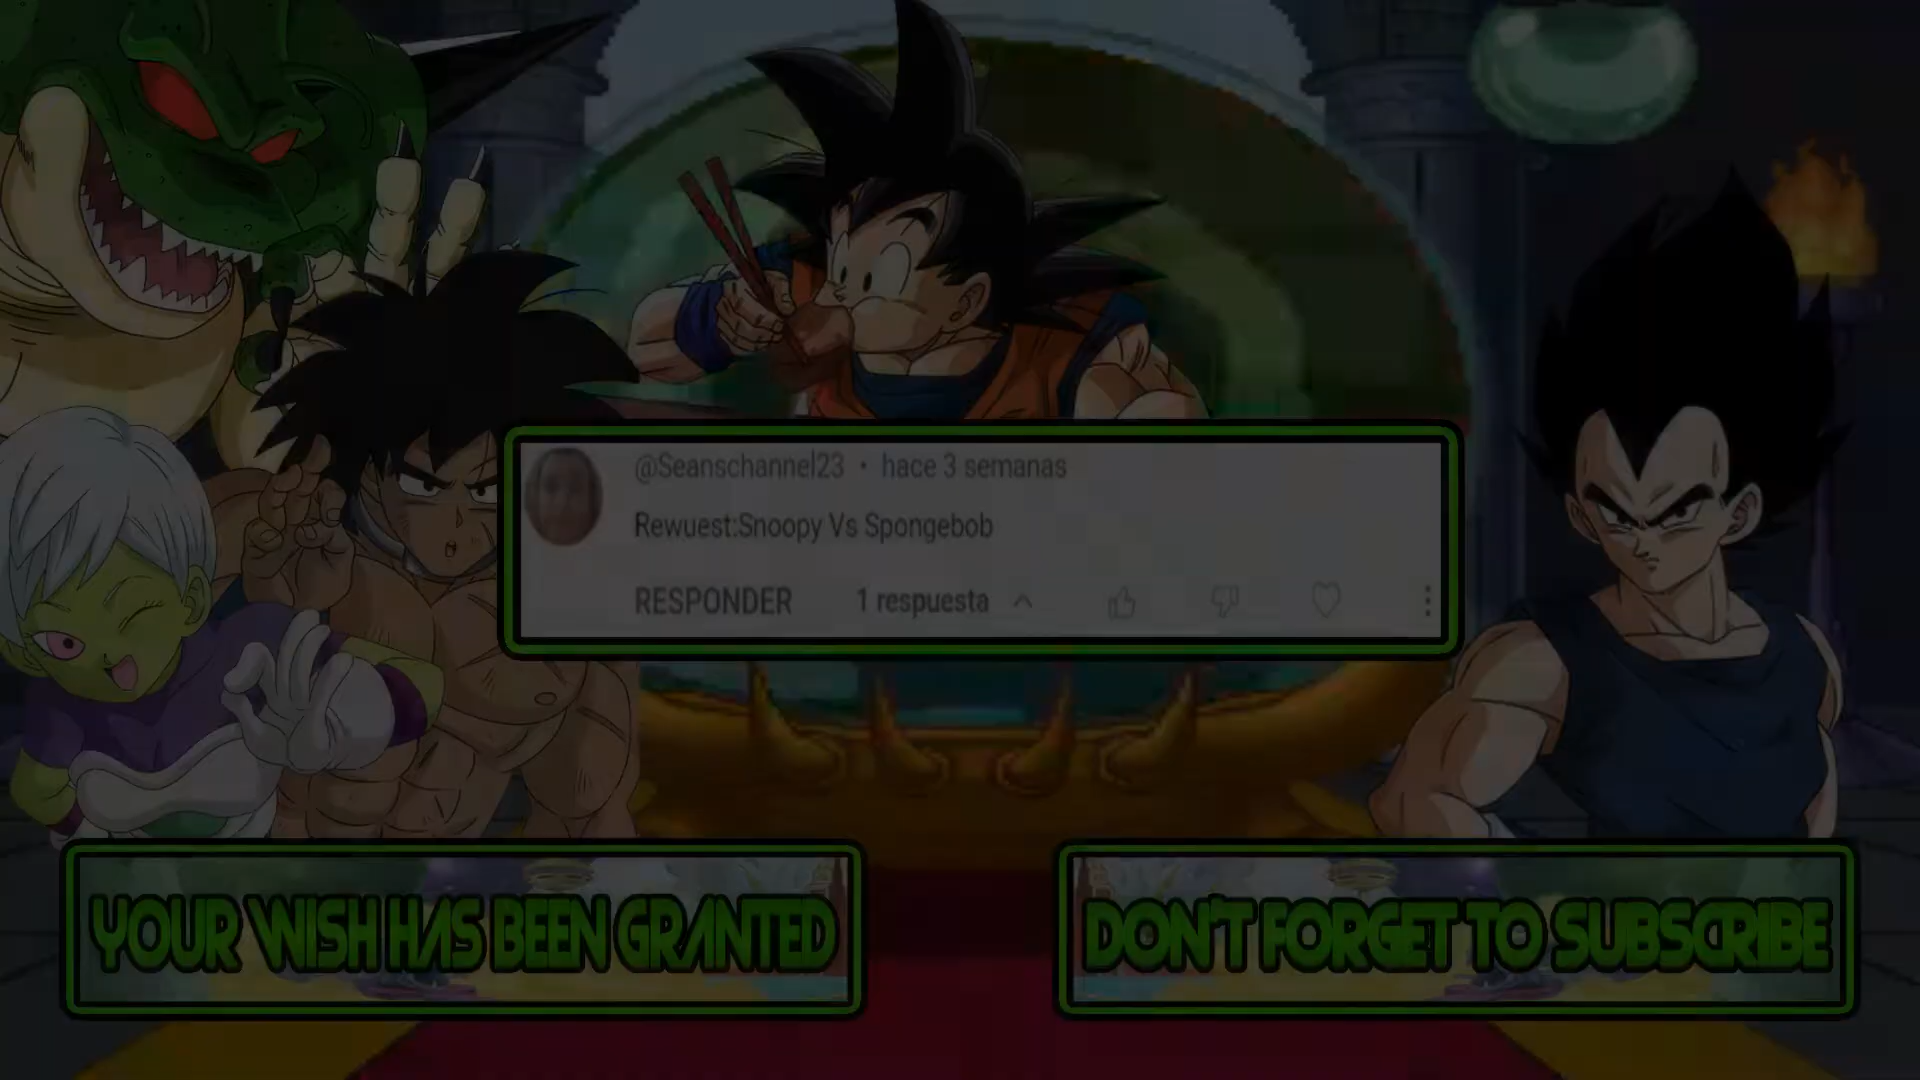 @Seanschannel23 · hace 3 semanas
Rewuest:Snoopy Vs Spongebob
RESPONDER 1 respuesta
YOUR WISH HAS BEEN GRANTED
DON'T FORGET TO SUBSCRIBE